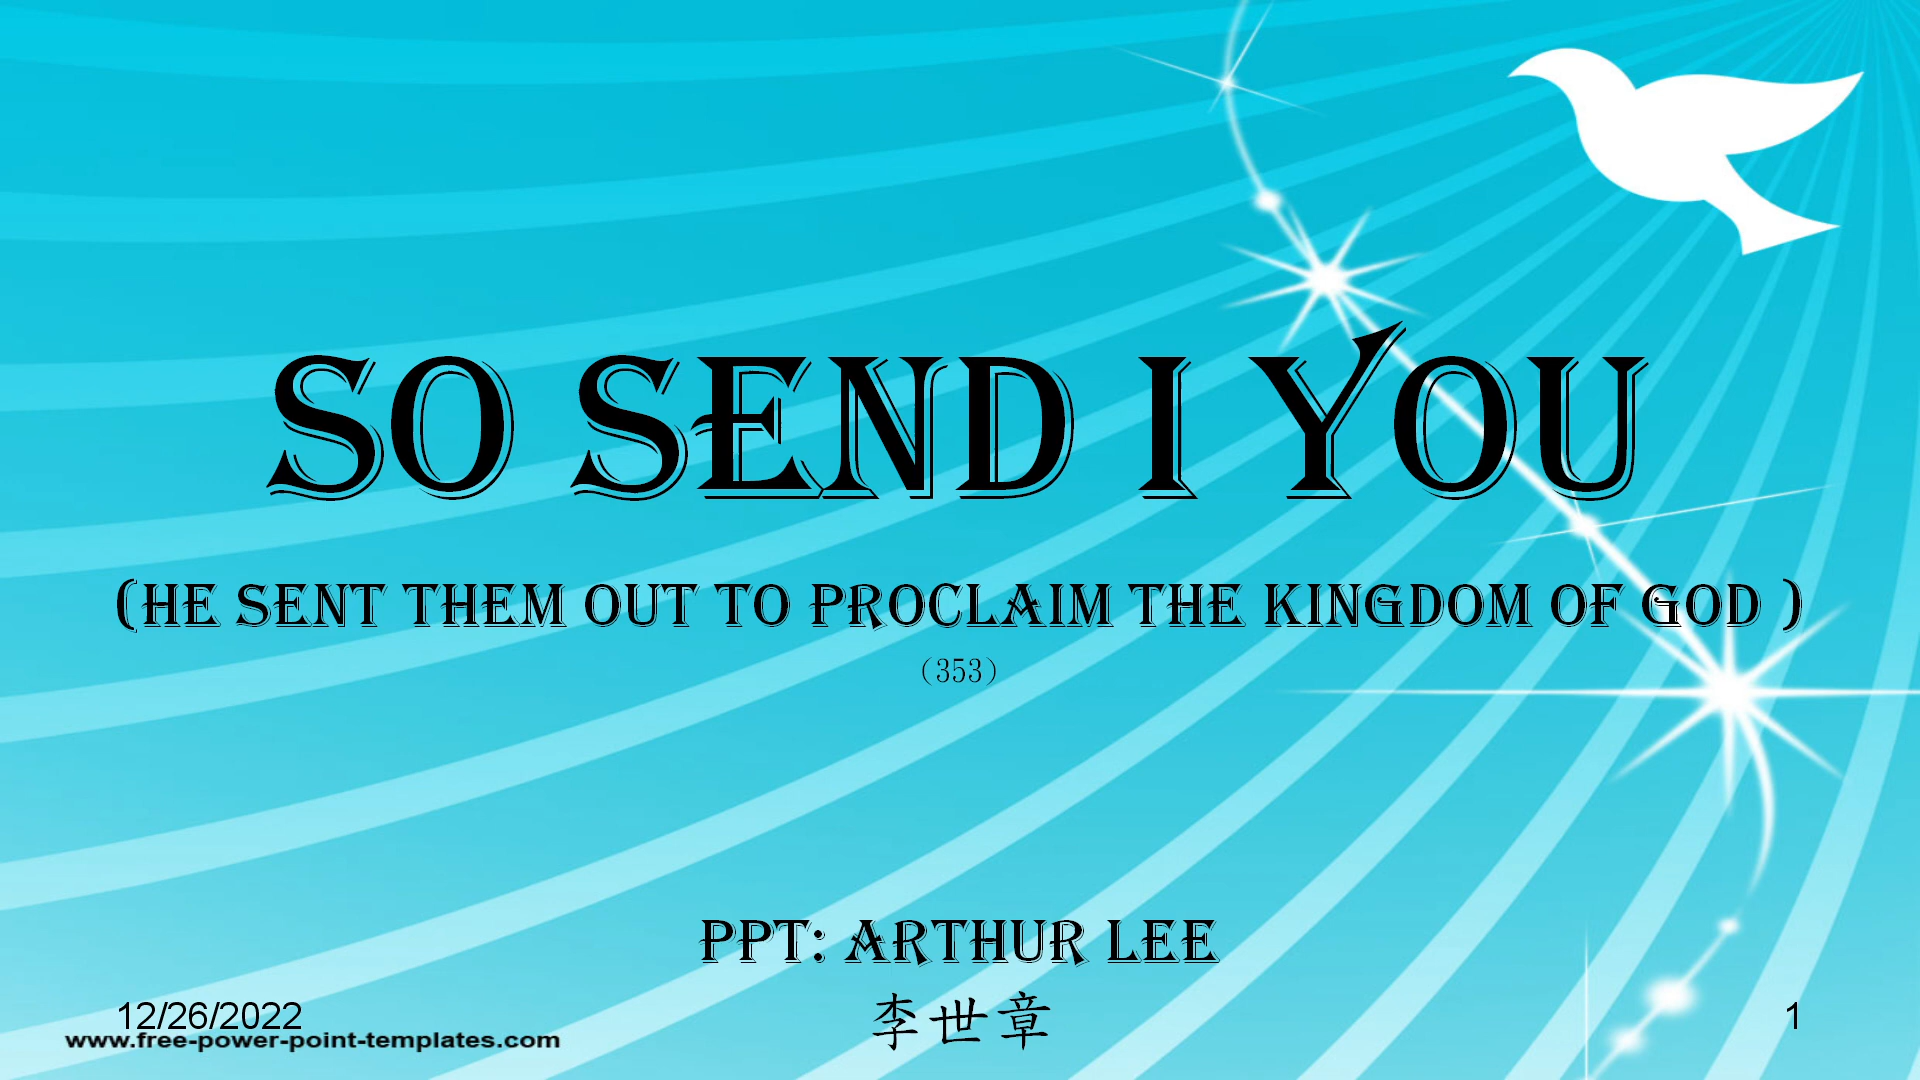 SO SEND I YOU
(HE SENT THEM OUT TO PROCLAIM THE KINGDOM OF GOD )
(353)
PPT: ARTHUR LEE
李世章
12/26/2022
1
www.free-power-point-templates.com